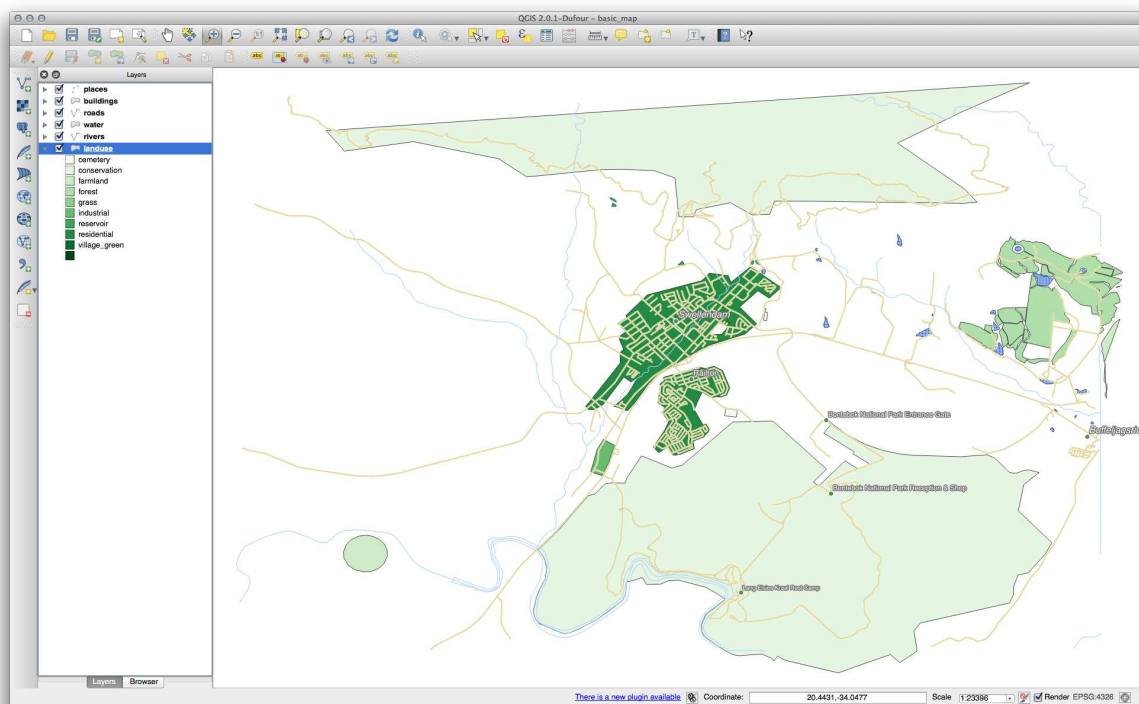 QGIS 2.0.1-Dufour - basic_map
Layers
places
buildings
roads
water
rivers
landuse
cemetery
conservation
farmland
forest
grass
industrial
reservoir
residential
village_green
Swellendam
Railton
Bontebok National Park Entrance Gate
Bontebok National Park Reception & Shop
Lang Elsies Kraal Rest Camp
Layers Browser
There is a new plugin available Coordinate: 20.4431,-34.0477 Scale 1:23396 Render EPSG:4326